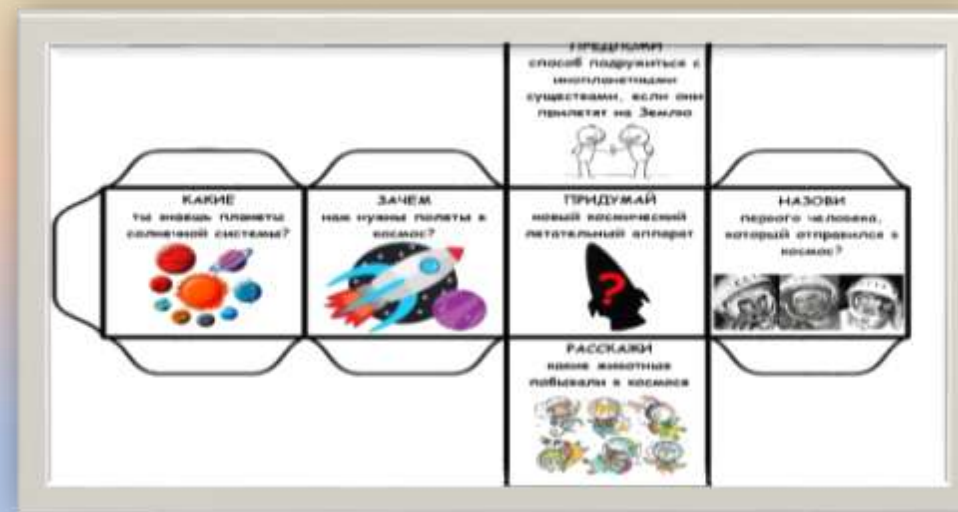 ПРЕДЛОЖИ
способ подружиться с
инопланетными
существами, если они
прилетят на Землю
КАКИЕ
ты знаешь планеты
солнечной системы?
ЗАЧЕМ
нам нужны полеты в
космос?
ПРИДУМАЙ
новый космический
летательный аппарат
НАЗОВИ
первого человека,
который отправился в
космос?
РАССКАЖИ
какие животные
побывали в космосе